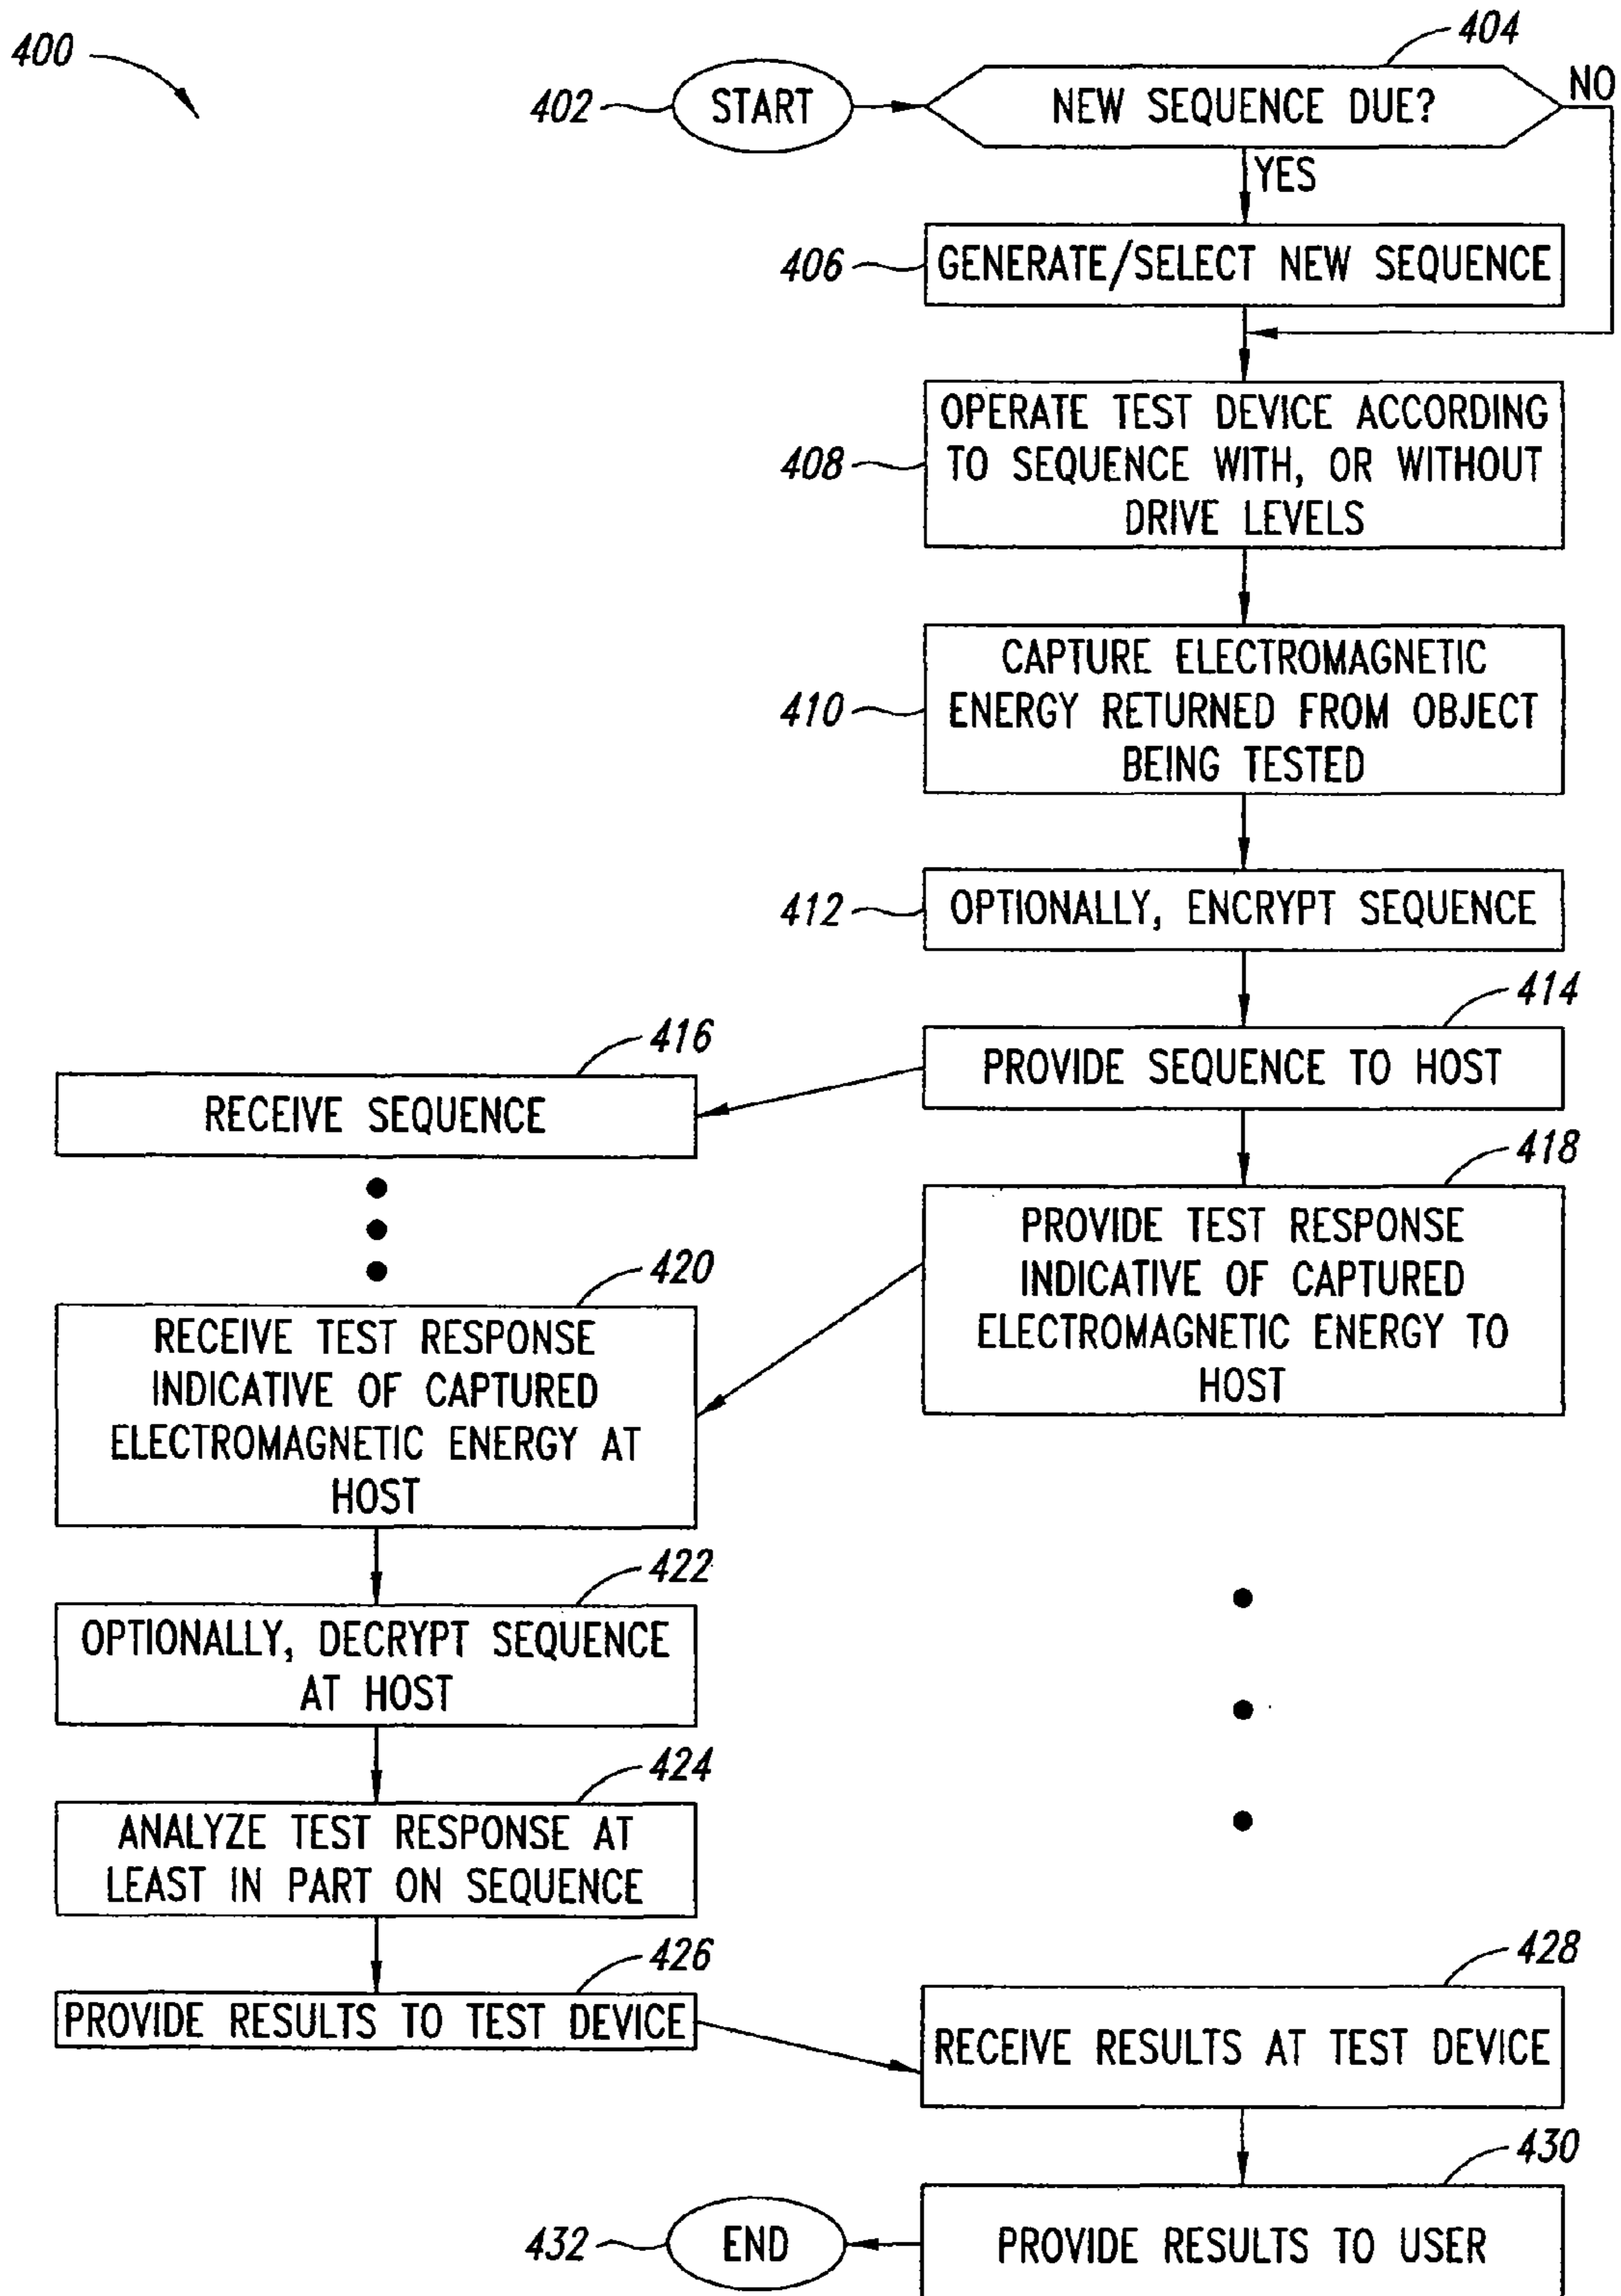 400
402
START
404
NEW SEQUENCE DUE?
NO
YES
406
GENERATE/SELECT NEW SEQUENCE
408
OPERATE TEST DEVICE ACCORDING
TO SEQUENCE WITH, OR WITHOUT
DRIVE LEVELS
410
CAPTURE ELECTROMAGNETIC
ENERGY RETURNED FROM OBJECT
BEING TESTED
412
OPTIONALLY, ENCRYPT SEQUENCE
414
PROVIDE SEQUENCE TO HOST
416
RECEIVE SEQUENCE
418
PROVIDE TEST RESPONSE
INDICATIVE OF CAPTURED
ELECTROMAGNETIC ENERGY TO
HOST
420
RECEIVE TEST RESPONSE
INDICATIVE OF CAPTURED
ELECTROMAGNETIC ENERGY AT
HOST
422
OPTIONALLY, DECRYPT SEQUENCE
AT HOST
424
ANALYZE TEST RESPONSE AT
LEAST IN PART ON SEQUENCE
426
PROVIDE RESULTS TO TEST DEVICE
428
RECEIVE RESULTS AT TEST DEVICE
430
PROVIDE RESULTS TO USER
432
END